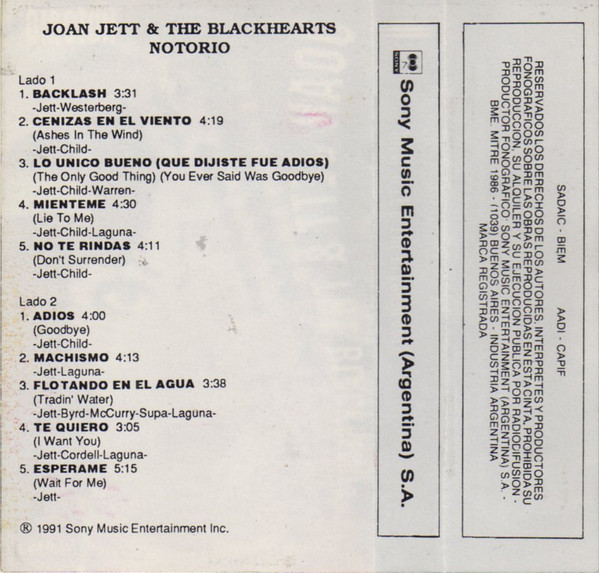 JOAN JETT & THE BLACKHEARTS
NOTORIO
Lado 1
1. BACKLASH 3:31
-Jett-Westerberg-
2. CENIZAS EN EL VIENTO 4:19
(Ashes In The Wind)
-Jett-Child-
3. LO UNICO BUENO (QUE DIJISTE FUE ADIOS)
(The Only Good Thing) (You Ever Said Was Goodbye)
-Jett-Child-Warren-
4. MIENTEME 4:30
(Lie To Me)
-Jett-Child-Laguna-
5. NO TE RINDAS 4:11
(Don't Surrender)
-Jett-Child-
Lado 2
1. ADIOS 4:00
(Goodbye)
-Jett-Child-
2. MACHISMO 4:13
-Jett-Laguna-
3. FLOTANDO EN EL AGUA 3:38
(Tradin' Water)
-Jett-Byrd-McCurry-Supa-Laguna-
4. TE QUIERO 3:05
(I Want You)
-Jett-Cordell-Laguna-
5. ESPERAME 5:15
(Wait For Me)
-Jett-
® 1991 Sony Music Entertainment Inc.
SONY
Sony Music Entertainment (Argentina) S.A.
SADAIC - BIEM AADI - CAPIF
RESERVADOS LOS DERECHOS DE LOS AUTORES, INTERPRETES Y PRODUCTORES
FONOGRAFICOS SOBRE LAS OBRAS REPRODUCIDAS EN ESTA CINTA, PROHIBIDA SU
REPRODUCCION, SU ALQUILER Y SU EJECUCION PUBLICA POR RADIODIFUSION -
PRODUCTOR FONOGRAFICO: SONY MUSIC ENTERTAINMENT (ARGENTINA) S.A. -
BME. MITRE 1986 - (1039) BUENOS AIRES - INDUSTRIA ARGENTINA
MARCA REGISTRADA